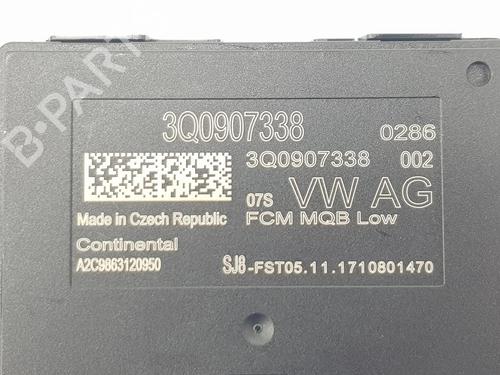 B-PARTS
3Q0907338 0286
3Q0907338 002
07S VW AG
Made in Czech Republic FCM MQB Low
Continental
A2C9863120950 SJ8-FST05.11.1710801470